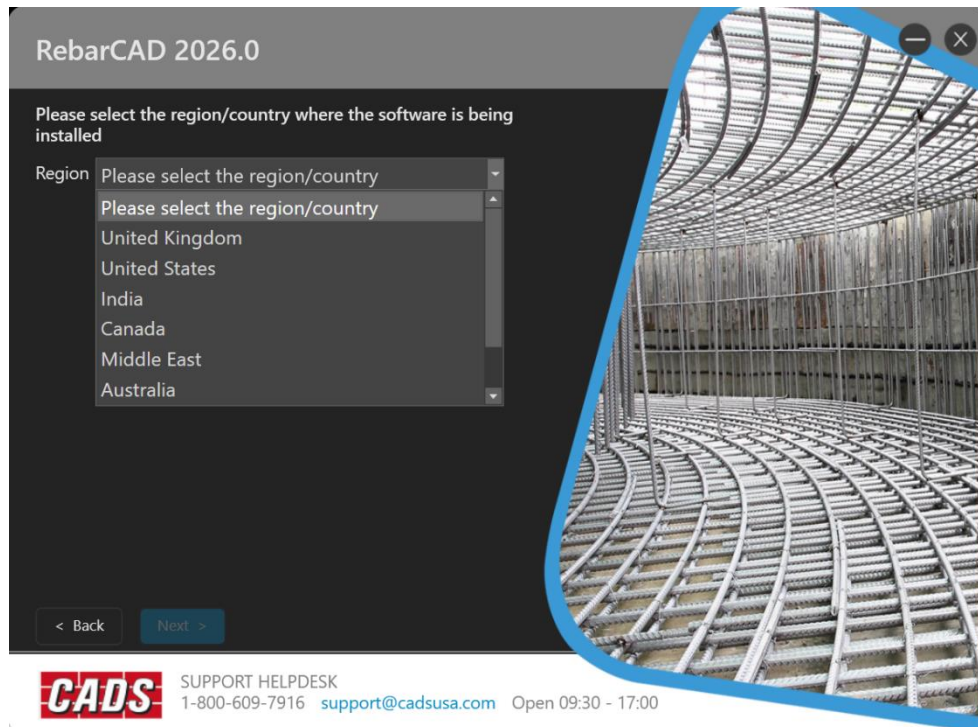 RebarCAD 2026.0
Please select the region/country where the software is being
installed
Region Please select the region/country
Please select the region/country
United Kingdom
United States
India
Canada
Middle East
Australia
< Back Next >
CADS
SUPPORT HELPDESK
1-800-609-7916 support@cadsusa.com Open 09:30 - 17:00